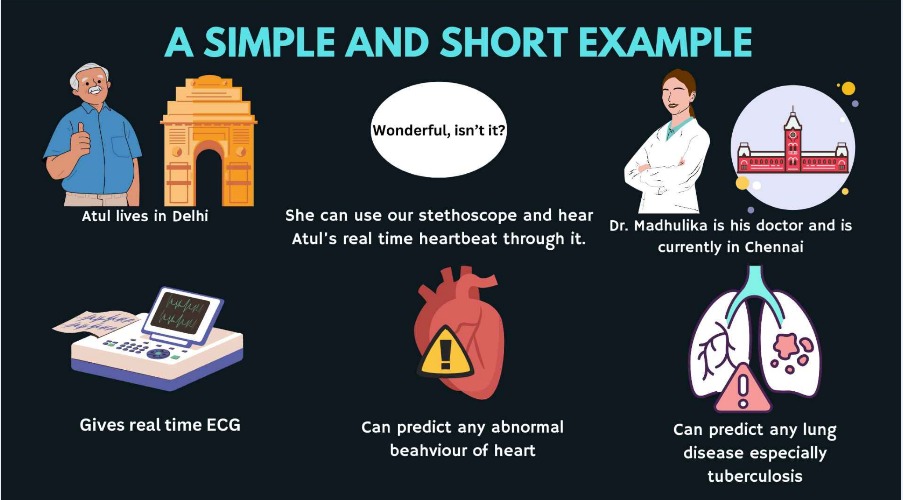 A SIMPLE AND SHORT EXAMPLE
Atul lives in Delhi
Wonderful, isn't it?
She can use our stethoscope and hear
Atul's real time heartbeat through it.
Dr. Madhulika is his doctor and is
currently in Chennai
Gives real time ECG
Can predict any abnormal
beahviour of heart
Can predict any lung
disease especially
tuberculosis